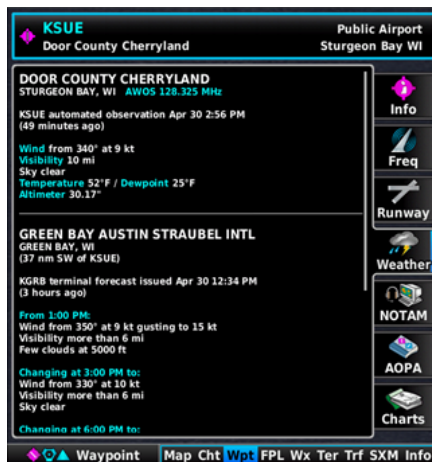 KSUE
Public Airport
Door County Cherryland
Sturgeon Bay WI
DOOR COUNTY CHERRYLAND
STURGEON BAY, WI AWOS 128.325 MHz
KSUE automated observation Apr 30 2:56 PM
(49 minutes ago)
Wind from 340° at 9 kt
Visibility 10 mi
Sky clear
Temperature 52°F / Dewpoint 25°F
Altimeter 30.17"
GREEN BAY AUSTIN STRAUBEL INTL
GREEN BAY, WI
(37 nm SW of KSUE)
KGRB terminal forecast issued Apr 30 12:34 PM
(3 hours ago)
From 1:00 PM:
Wind from 350° at 9 kt gusting to 15 kt
Visibility more than 6 mi
Few clouds at 5000 ft
Changing at 3:00 PM to:
Wind from 330° at 10 kt
Visibility more than 6 mi
Sky clear
Changing at 6:00 PM to:
Info
Freq
Runway
Weather
NOTAM
AOPA
Charts
Waypoint
Map Cht Wpt FPL Wx Ter Trf SXM Info